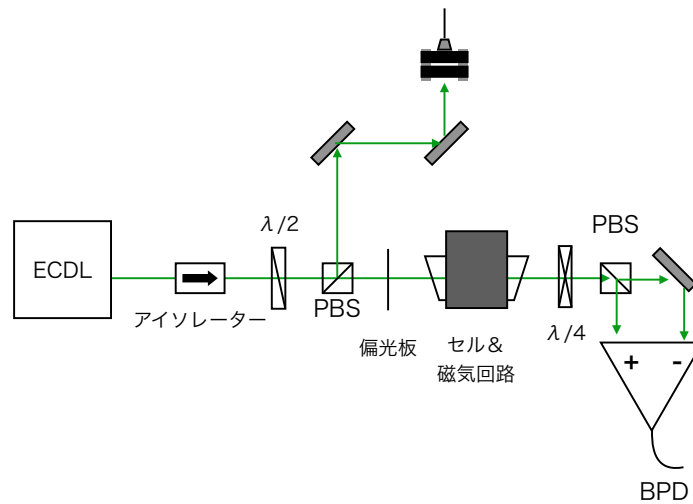 λ/2
PBS
ECDL
PBS
アイソレーター
偏光板
セル&
磁気回路
λ/4
+ -
BPD